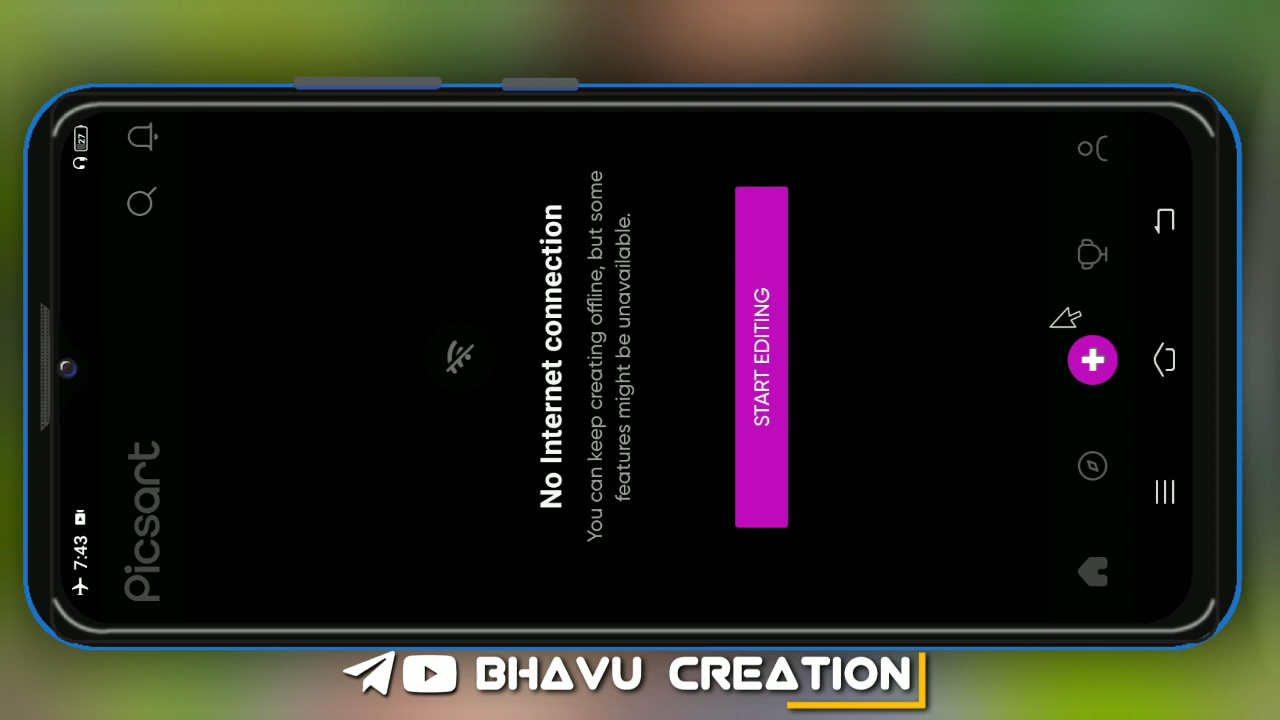 7:43
27
Picsart
No Internet connection
You can keep creating offline, but some
features might be unavailable.
START EDITING
BHAVU CREATION